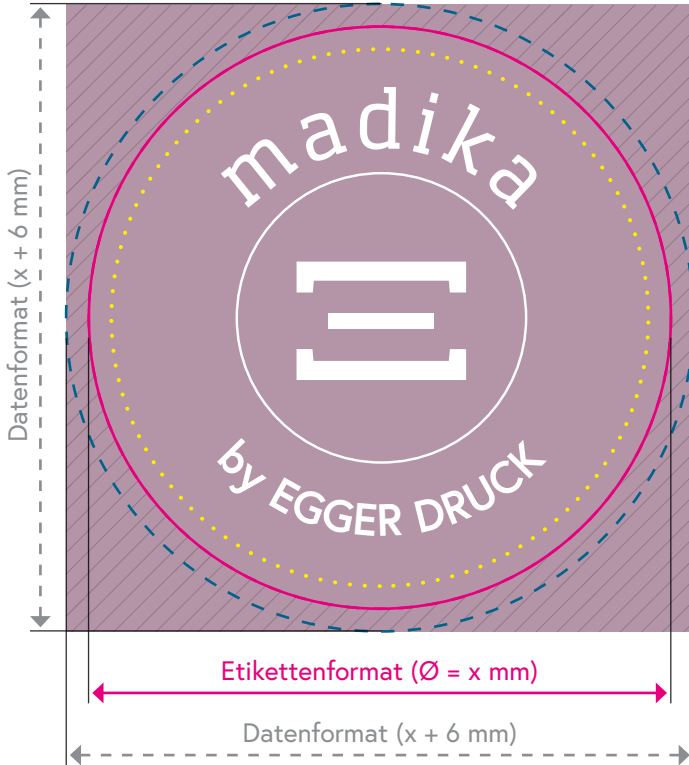 madika
by EGGER DRUCK
Datenformat (x + 6 mm)
Etikettenformat (Ø = x mm)
Datenformat (x + 6 mm)